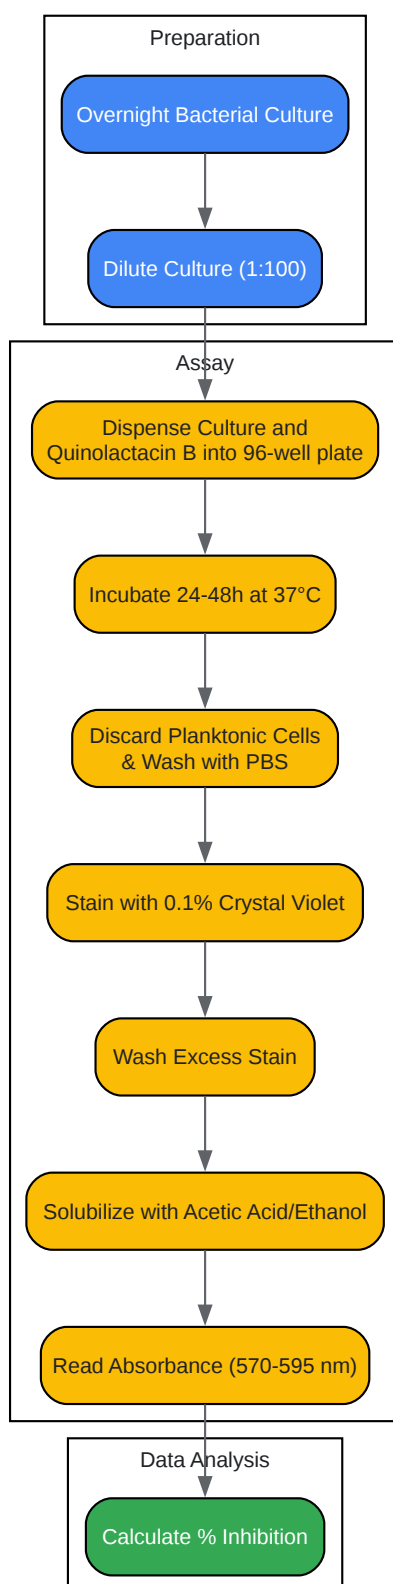 Preparation
Overnight Bacterial Culture
Dilute Culture (1:100)
Assay
Dispense Culture and
Quinolactacin B into 96-well plate
Incubate 24-48h at 37°C
Discard Planktonic Cells
& Wash with PBS
Stain with 0.1% Crystal Violet
Wash Excess Stain
Solubilize with Acetic Acid/Ethanol
Read Absorbance (570-595 nm)
Data Analysis
Calculate % Inhibition